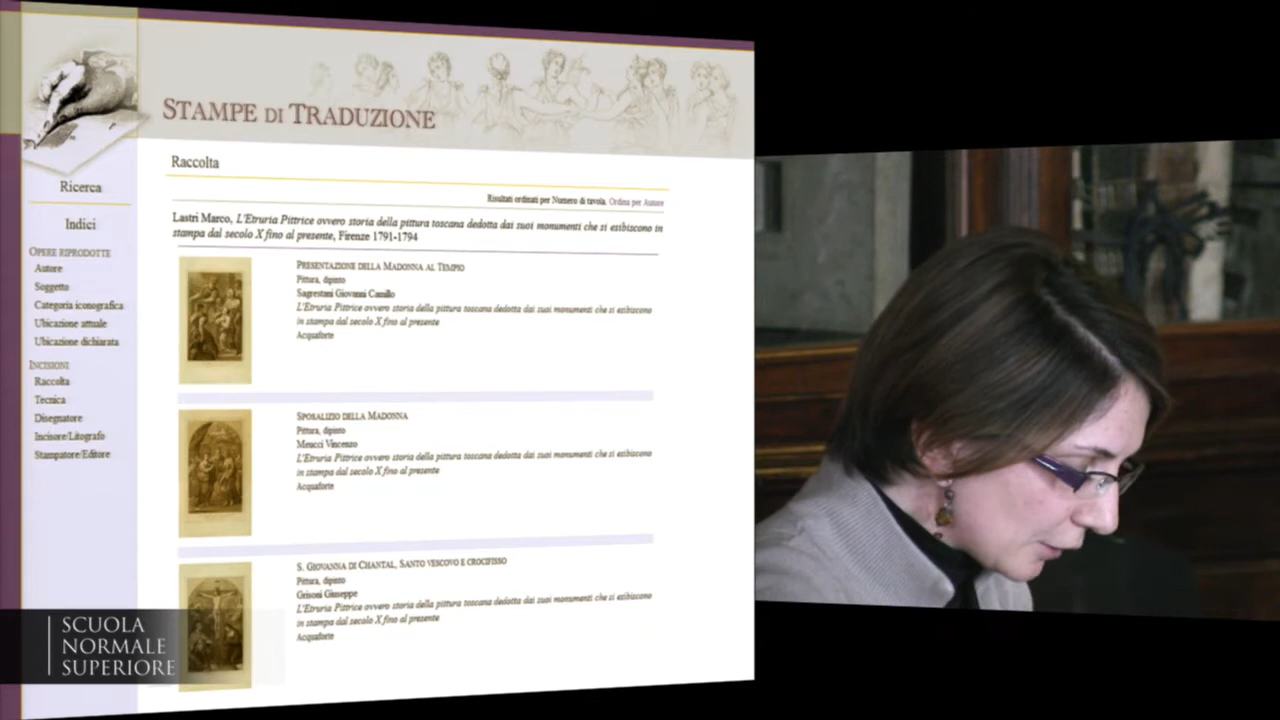 STAMPE DI TRADUZIONE
Ricerca
Indici
OPERE RIPRODOTTE
Autore
Soggetto
Categoria iconografica
Ubicazione attuale
Ubicazione dichiarata
INCISIONI
Raccolta
Tecnica
Disegnatore
Incisore/Litografo
Stampatore/Editore
Raccolta
Risultati ordinati per Numero di tavola. Ordina per Autore
Lastri Marco, L'Etruria Pittrice ovvero storia della pittura toscana dedotta dai suoi monumenti che si esibiscono in
stampa dal secolo X fino al presente, Firenze 1791-1794
PRESENTAZIONE DELLA MADONNA AL TEMPIO
Pittura, dipinto
Sagrestani Giovanni Camillo
L'Etruria Pittrice ovvero storia della pittura toscana dedotta dai suoi monumenti che si esibiscono
in stampa dal secolo X fino al presente
Acquaforte
SPOSALIZIO DELLA MADONNA
Pittura, dipinto
Meucci Vincenzo
L'Etruria Pittrice ovvero storia della pittura toscana dedotta dai suoi monumenti che si esibiscono
in stampa dal secolo X fino al presente
Acquaforte
S. GIOVANNA DI CHANTAL, SANTO VESCOVO E CROCIFISSO
Pittura, dipinto
Grisoni Giuseppe
L'Etruria Pittrice ovvero storia della pittura toscana dedotta dai suoi monumenti che si esibiscono
in stampa dal secolo X fino al presente
Acquaforte
SCUOLA
NORMALE
SUPERIORE